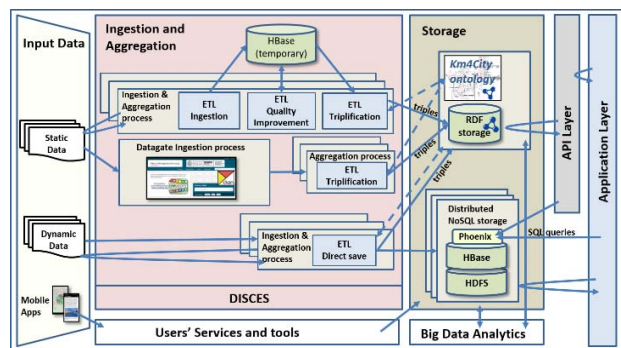 Input Data
Ingestion and
Aggregation
HBase
(temporary)
Storage
Km4City
ontology
Ingestion &
Aggregation
process
ETL
Ingestion
ETL
Quality
Improvement
ETL
Triplification
triples
RDF
storage
Static
Data
Datagate Ingestion process
Aggregation process
ETL
Triplification
triples
triples
API Layer
Application Layer
Dynamic
Data
Ingestion &
Aggregation
process
ETL
Direct save
Distributed
NoSQL storage
Phoenix
SQL queries
HBase
HDFS
Mobile
Apps
DISCES
Users' Services and tools
Big Data Analytics